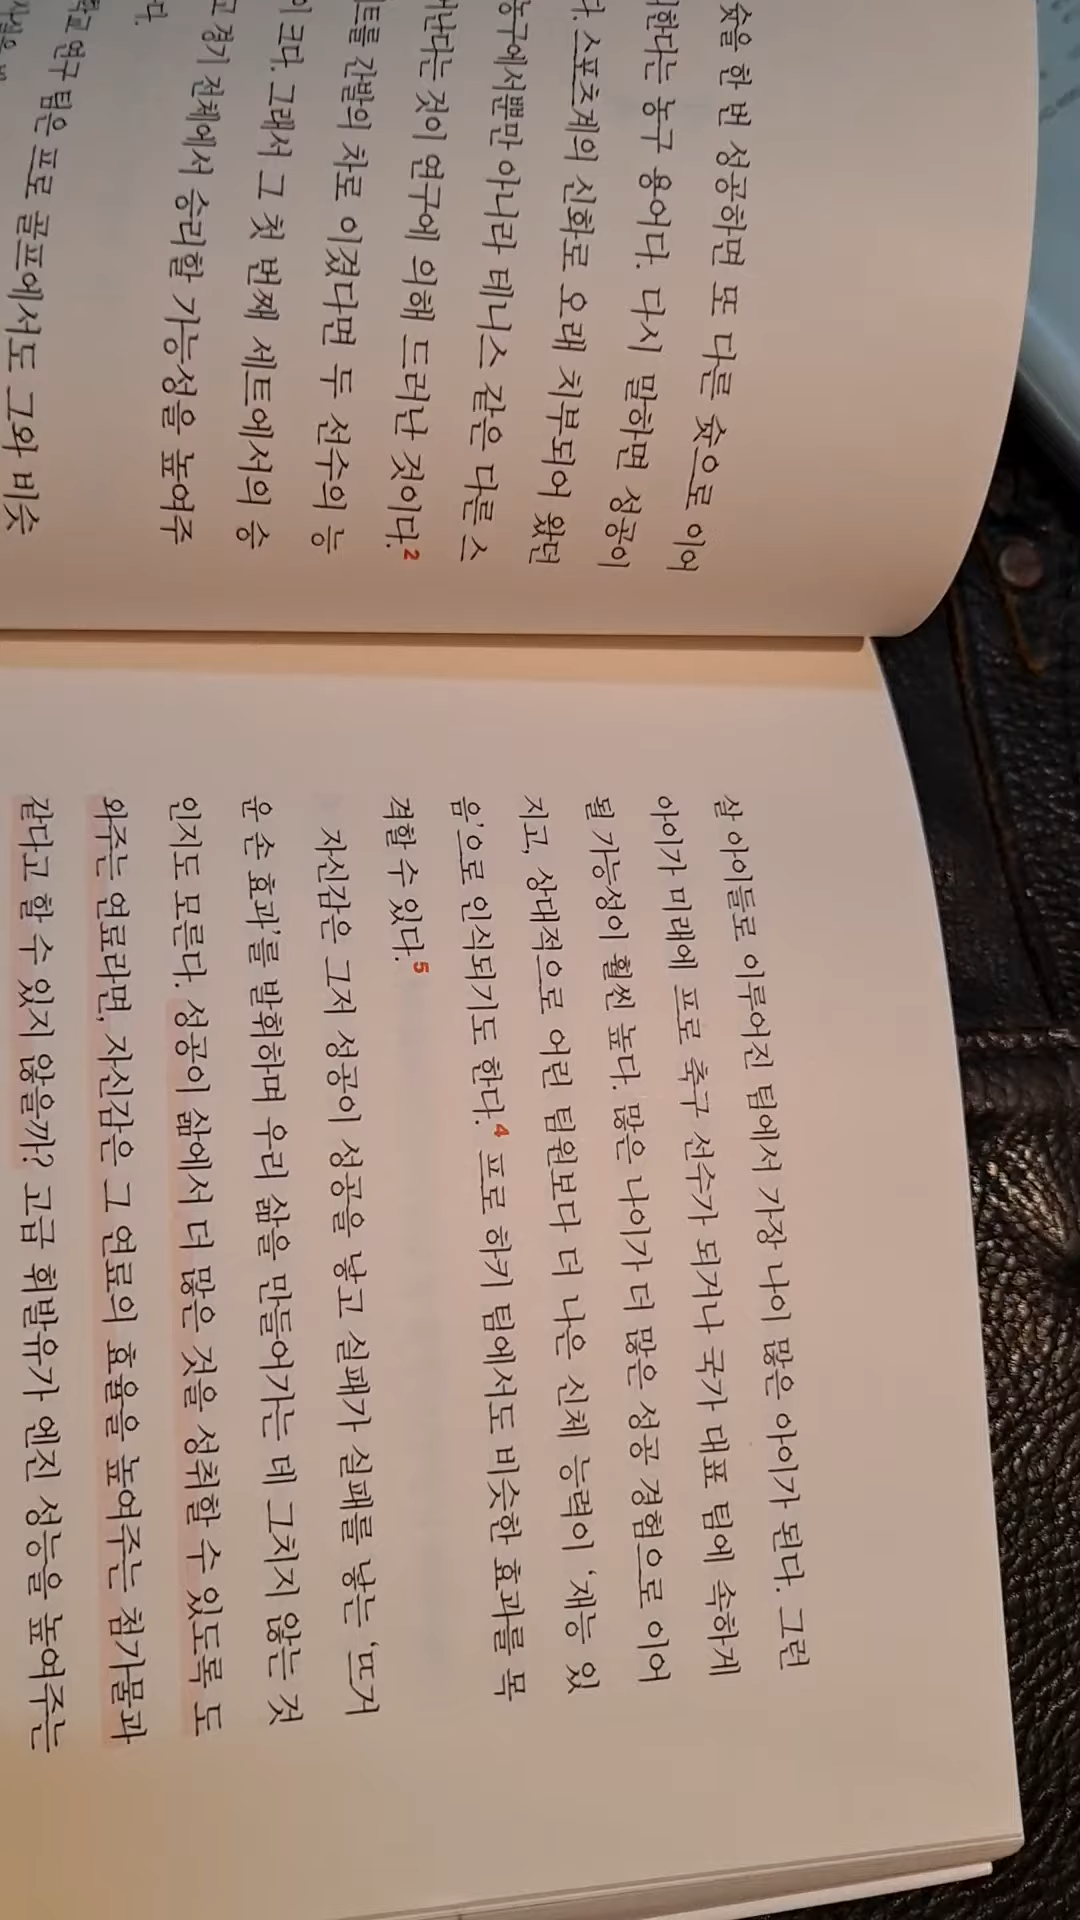 슛을 한 번 성공하면 또 다른 슛으로 이어
한다는 농구 용어다. 다시 말하면 성공이
다. 스포츠계의 신화로 오래 치부되어 왔던
농구에서뿐만 아니라 테니스 같은 다른 스
난다는 것이 연구에 의해 드러난 것이다.2
트를 간발의 차로 이겼다면 두 선수의 능
이 크다. 그래서 그 첫 번째 세트에서의 승
고 경기 전체에서 승리할 가능성을 높여주
다.
학교 연구 팀은 프로 골프에서도 그와 비슷
살 아이들로 이루어진 팀에서 가장 나이 많은 아이가 된다. 그런
아이가 미래에 프로 축구 선수가 되거나 국가 대표 팀에 속하게
될 가능성이 훨씬 높다. 많은 나이가 더 많은 성공 경험으로 이어
지고, 상대적으로 어린 팀원보다 더 나은 신체 능력이 ‘재능 있
음’으로 인식되기도 한다.4 프로 하키 팀에서도 비슷한 효과를 목
격할 수 있다.5
자신감은 그저 성공이 성공을 낳고 실패가 실패를 낳는 ‘뜨거
운 손 효과’를 발휘하며 우리 삶을 만들어가는 데 그치지 않는 것
인지도 모른다. 성공이 삶에서 더 많은 것을 성취할 수 있도록 도
와주는 연료라면, 자신감은 그 연료의 효율을 높여주는 첨가물과
같다고 할 수 있지 않을까? 고급 휘발유가 엔진 성능을 높여주는